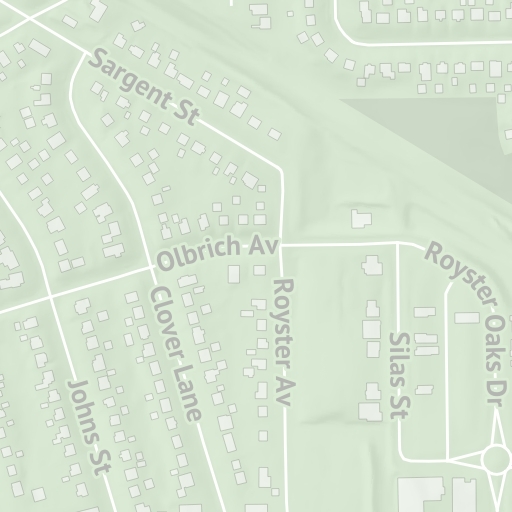 Sargent St
Olbrich Av
Royster Oaks Dr
Clover Lane
Royster Av
Silas St
Johns St